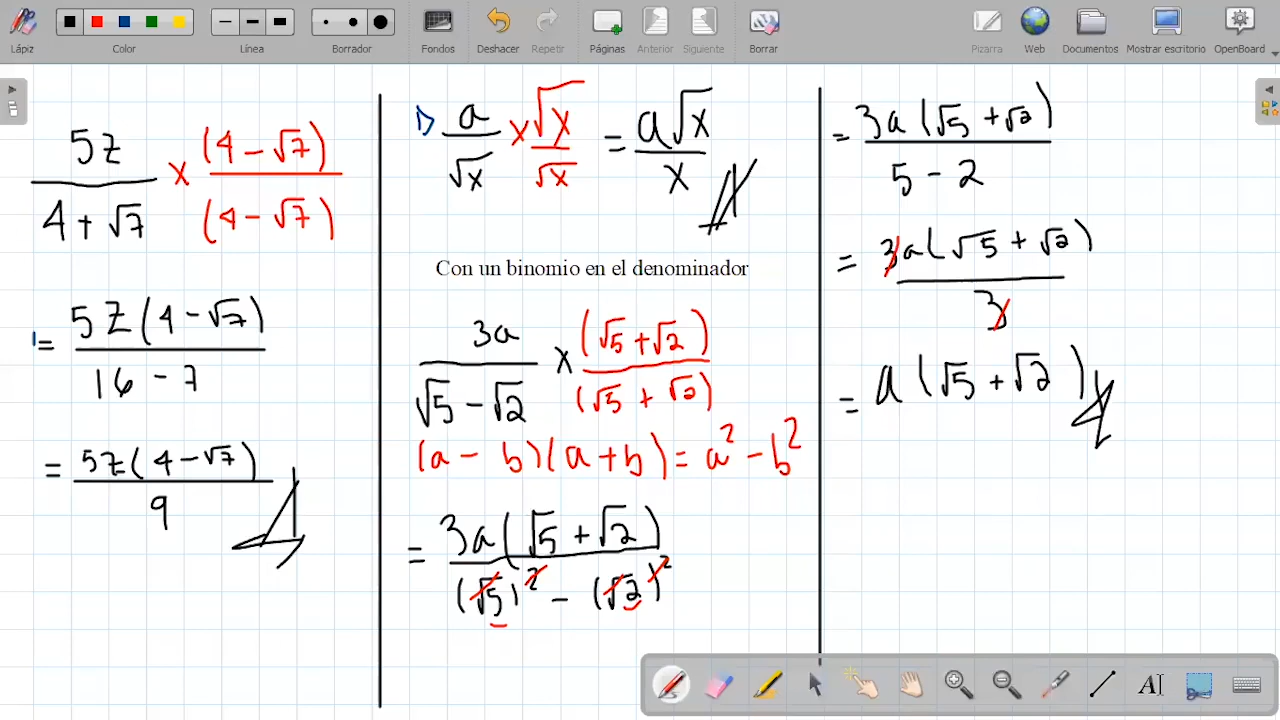 Lápiz Color Línea Borrador Fondos Deshacer Repetir Páginas Anterior Siguiente Borrar Pizarra Web Documentos Mostrar escritorio OpenBoard
5z / 4 + √7 × (4 - √7) / (4 - √7)
= 5z(4 - √7) / 16 - 7
= 5z(4 - √7) / 9
a / √x × √x / √x = a√x / x
Con un binomio en el denominador
3a / √5 - √2 × (√5 + √2) / (√5 + √2)
(a - b)(a + b) = a² - b²
= 3a(√5 + √2) / (√5)² - (√2)²
= 3a(√5 + √2) / 5 - 2
= 3a(√5 + √2) / 3
= a(√5 + √2)